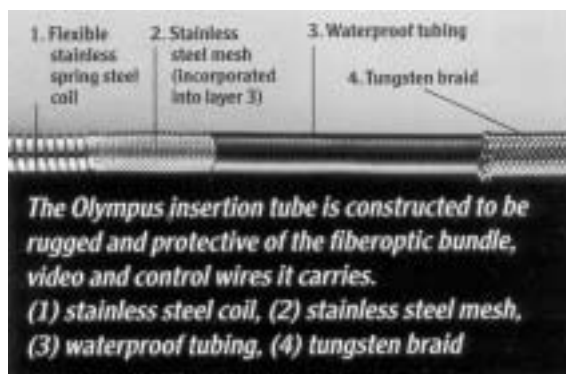 1. Flexible
stainless
spring steel
coil
2. Stainless
steel mesh
(Incorporated
into layer 3)
3. Waterproof tubing
4. Tungsten braid
The Olympus insertion tube is constructed to be
rugged and protective of the fiberoptic bundle,
video and control wires it carries.
(1) stainless steel coil, (2) stainless steel mesh,
(3) waterproof tubing, (4) tungsten braid